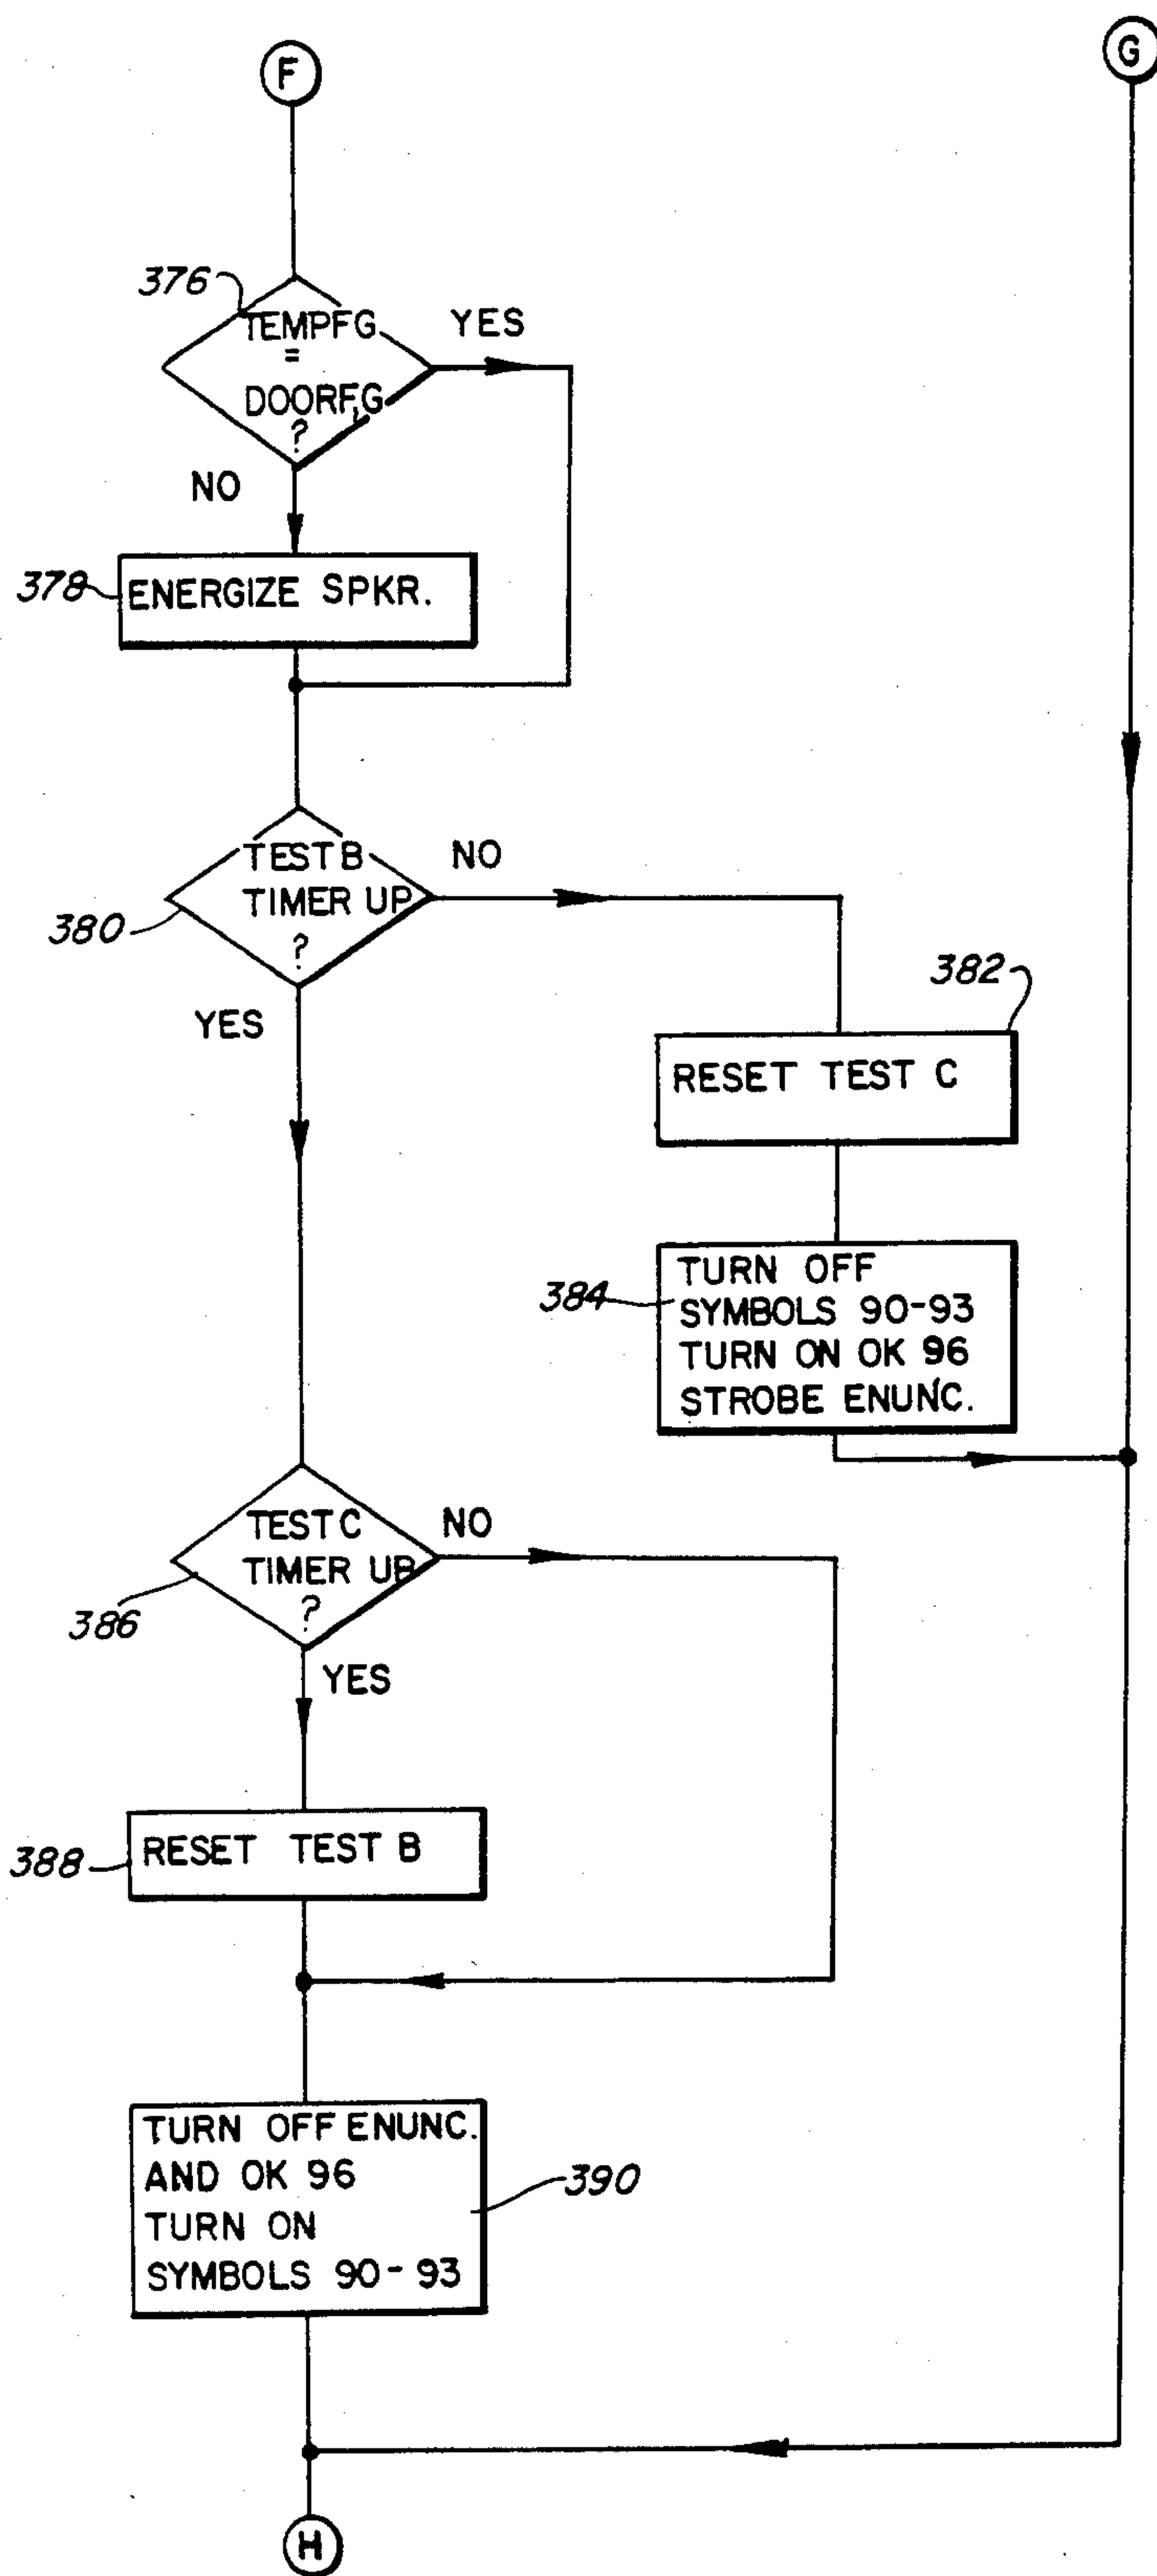 F
G
376
TEMPFG
=
DOORFG
?
YES
NO
378
ENERGIZE SPKR.
TEST B
TIMER UP
?
NO
380
YES
382
RESET TEST C
384
TURN OFF
SYMBOLS 90-93
TURN ON OK 96
STROBE ENUNC.
TEST C
TIMER UP
?
NO
386
YES
388
RESET TEST B
TURN OFF ENUNC.
AND OK 96
TURN ON
SYMBOLS 90-93
390
H